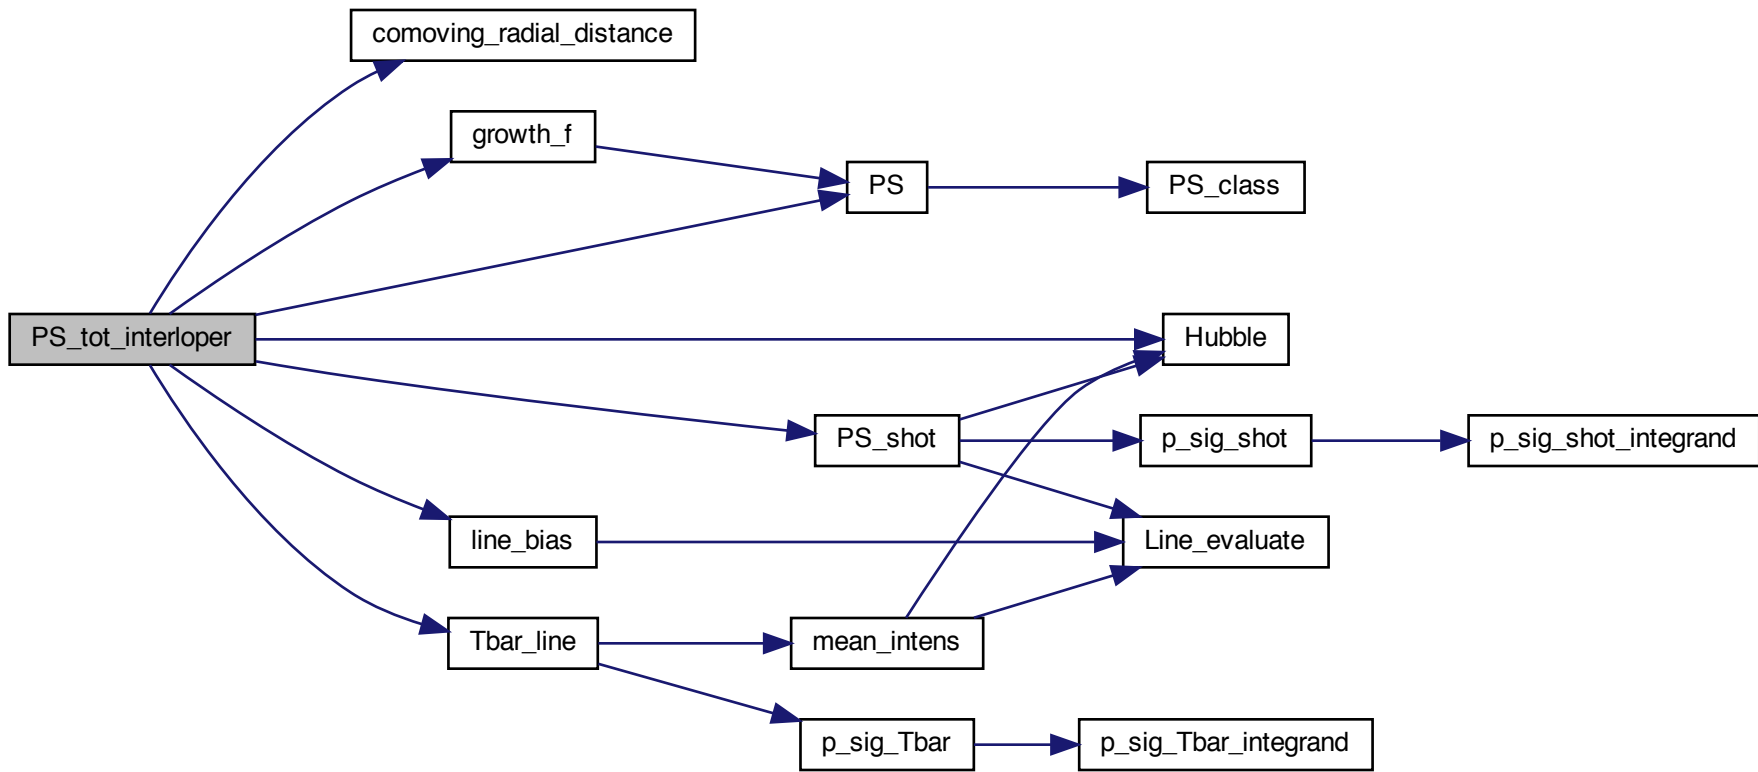 comoving_radial_distance
growth_f
PS
PS_class
PS_tot_interloper
Hubble
PS_shot
p_sig_shot
p_sig_shot_integrand
line_bias
Line_evaluate
Tbar_line
mean_intens
p_sig_Tbar
p_sig_Tbar_integrand